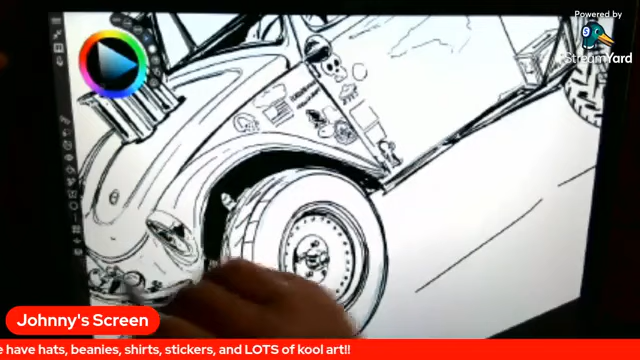 Powered by
StreamYard
Johnny's Screen
e have hats, beanies, shirts, stickers, and LOTS of kool art!!